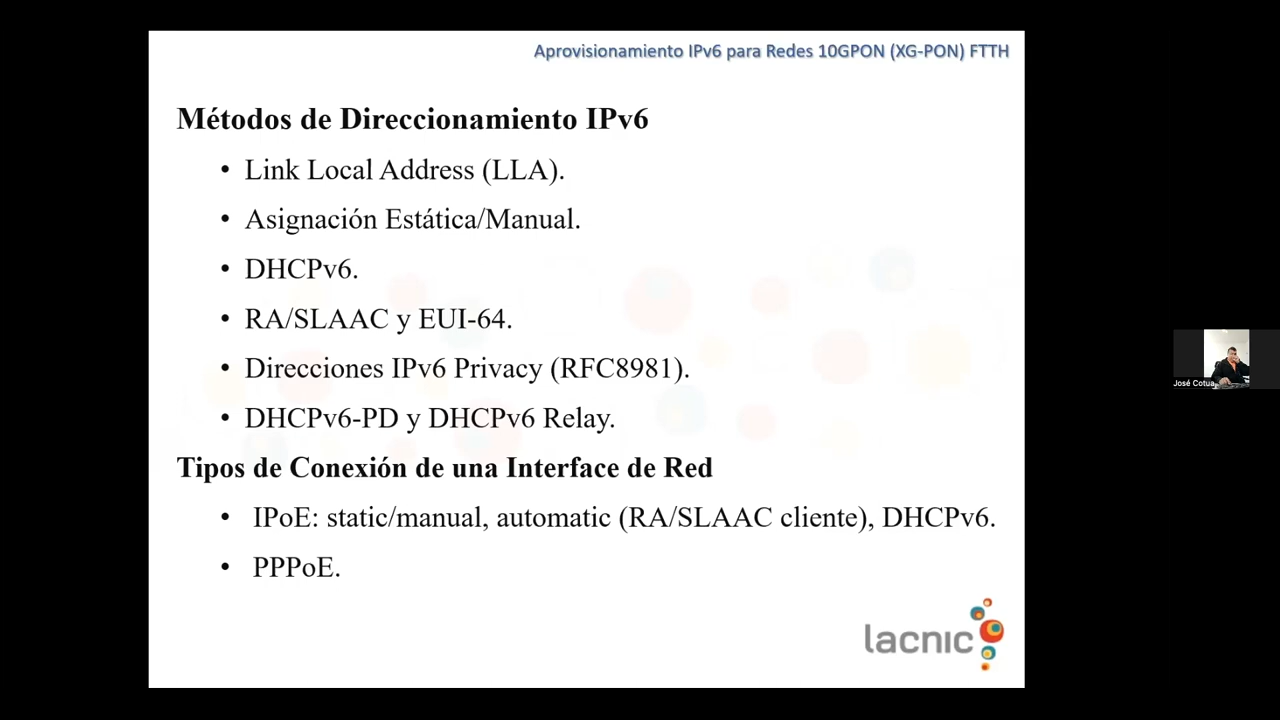 Aprovisionamiento IPv6 para Redes 10GPON (XG-PON) FTTH
Métodos de Direccionamiento IPv6
• Link Local Address (LLA).
• Asignación Estática/Manual.
• DHCPv6.
• RA/SLAAC y EUI-64.
• Direcciones IPv6 Privacy (RFC8981).
• DHCPv6-PD y DHCPv6 Relay.
Tipos de Conexión de una Interface de Red
• IPoE: static/manual, automatic (RA/SLAAC cliente), DHCPv6.
• PPPoE.
lacnic
José Cotua